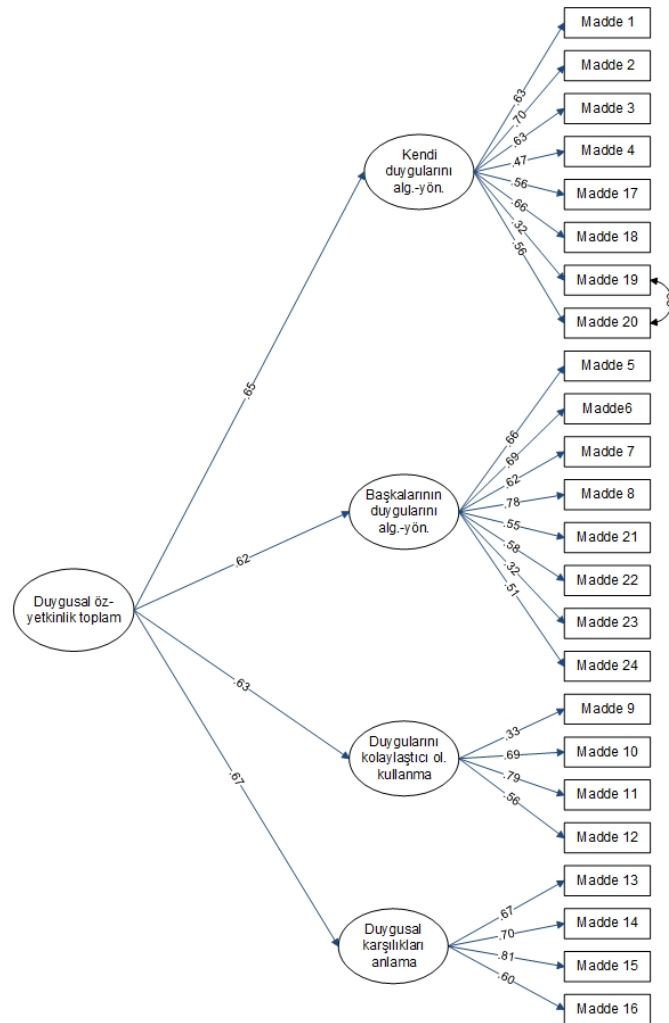 Madde 1
Madde 2
Madde 3
Madde 4
Madde 17
Madde 18
Madde 19
Madde 20
.63
.70
.63
.47
.56
.66
.32
.56
Kendi
duygularını
alg.-yön.
.65
Madde 5
Madde6
Madde 7
Madde 8
Madde 21
Madde 22
Madde 23
Madde 24
.66
.69
.62
.78
.55
.58
.32
.51
Başkalarının
duygularını
alg.-yön.
.62
Duygusal öz-
yetkinlik toplam
.63
Madde 9
Madde 10
Madde 11
Madde 12
.33
.69
.79
.56
Duygularını
kolaylaştıcı ol.
kullanma
.67
Madde 13
Madde 14
Madde 15
Madde 16
.67
.70
.81
.60
Duygusal
karşılıkları
anlama